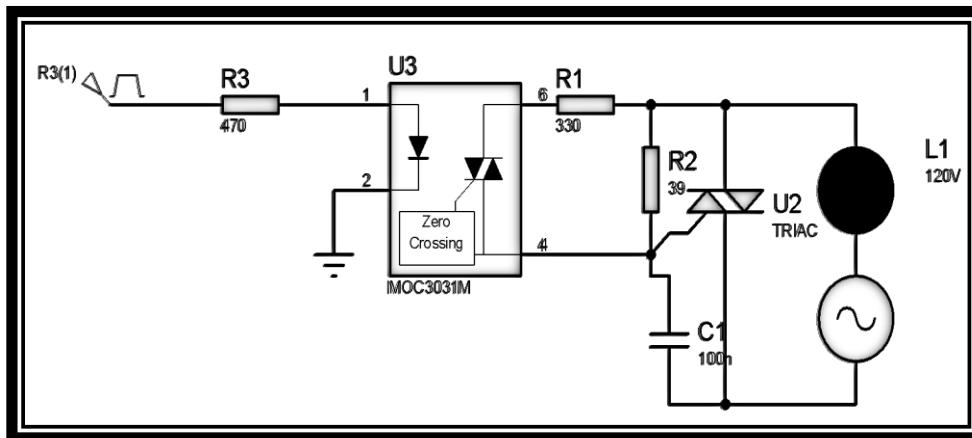 R3(1)
R3
470
U3
1
2
6
4
Zero
Crossing
MOC3031M
R1
330
R2
39
U2
TRIAC
C1
100n
L1
120V